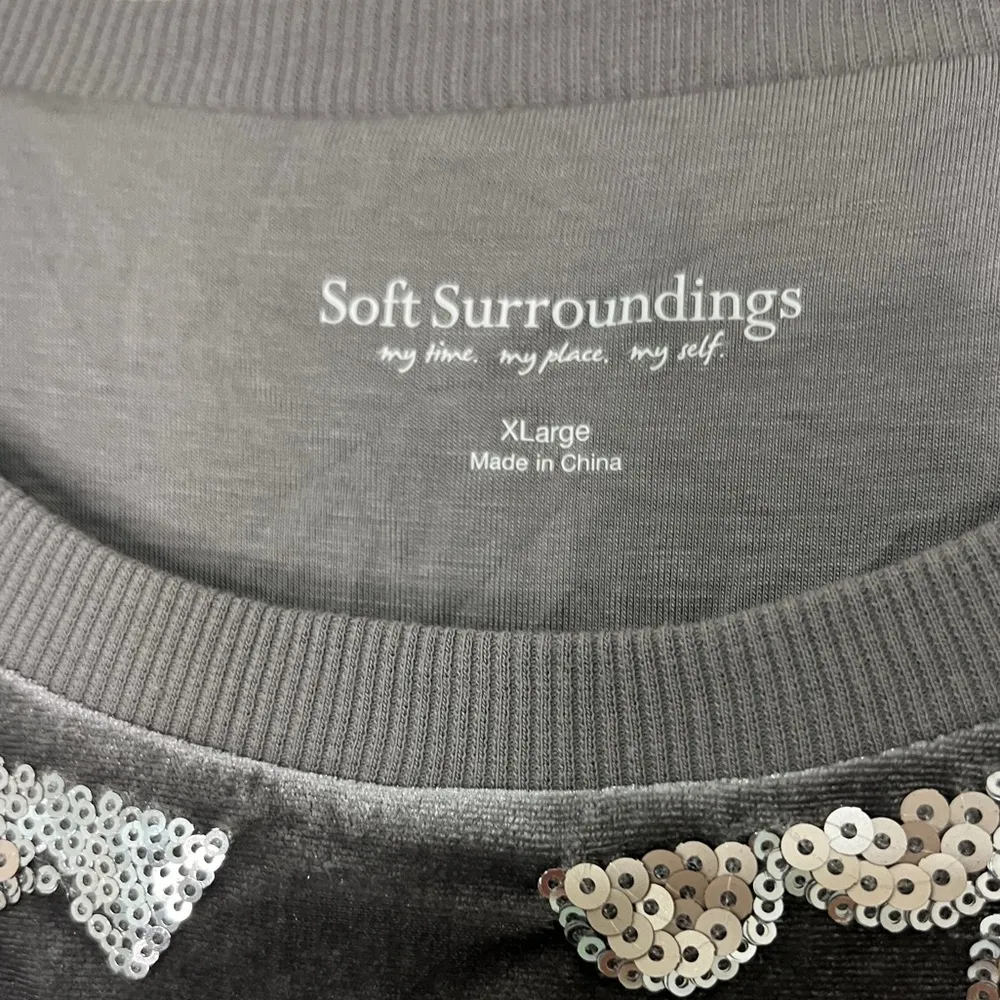 Soft Surroundings
my time. my place. my self.
XLarge
Made in China